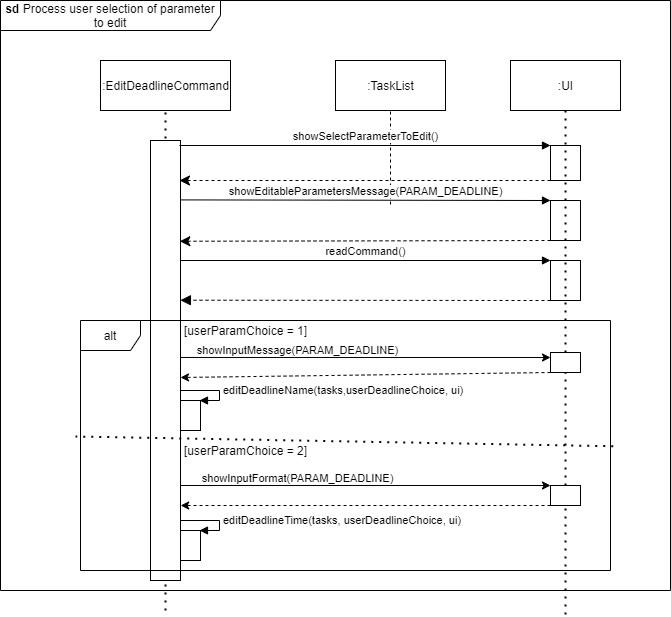 sd Process user selection of parameter
to edit
:EditDeadlineCommand
:TaskList
:UI
showSelectParameterToEdit()
showEditableParametersMessage(PARAM_DEADLINE)
readCommand()
alt
[userParamChoice = 1]
showInputMessage(PARAM_DEADLINE)
editDeadlineName(tasks,userDeadlineChoice, ui)
[userParamChoice = 2]
showInputFormat(PARAM_DEADLINE)
editDeadlineTime(tasks, userDeadlineChoice, ui)